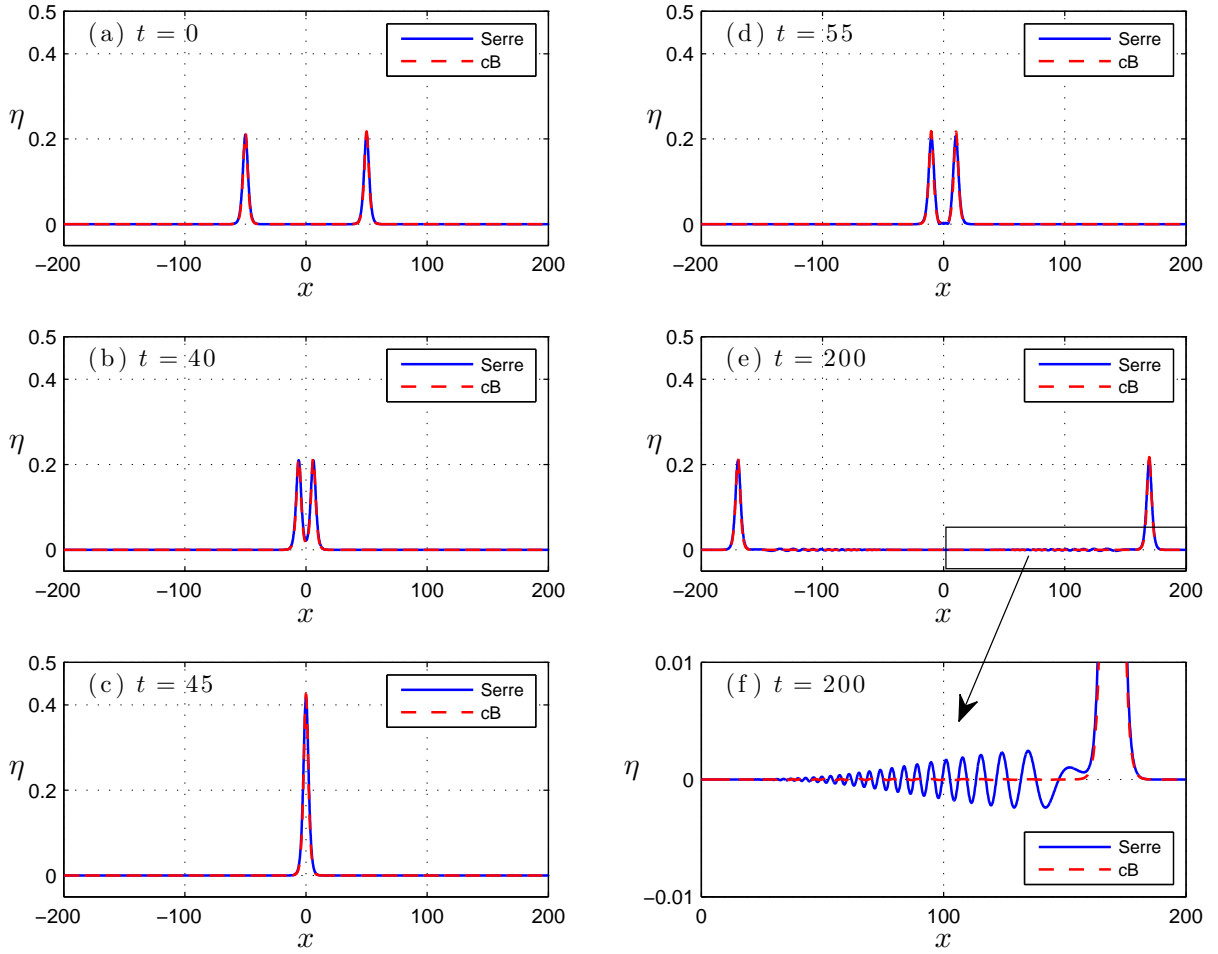 (a) t = 0
Serre
cB
η
0.5
0.4
0.2
0
−200
−100
0
100
200
x
(d) t = 55
Serre
cB
η
0.5
0.4
0.2
0
−200
−100
0
100
200
x
(b) t = 40
Serre
cB
η
0.5
0.4
0.2
0
−200
−100
0
100
200
x
(e) t = 200
Serre
cB
η
0.5
0.4
0.2
0
−200
−100
0
100
200
x
(c) t = 45
Serre
cB
η
0.5
0.4
0.2
0
−200
−100
0
100
200
x
(f) t = 200
Serre
cB
η
0.01
0
−0.01
0
100
200
x